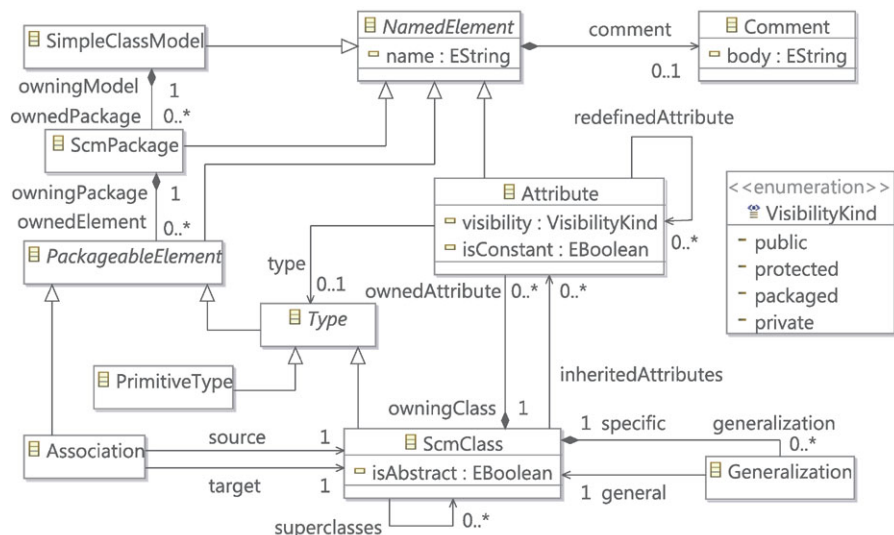 SimpleClassModel
NamedElement
name : EString
comment
0..1
Comment
body : EString
owningModel 1
ownedPackage 0..*
ScmPackage
owningPackage 1
ownedElement 0..*
PackageableElement
redefinedAttribute
0..*
Attribute
visibility : VisibilityKind
isConstant : EBoolean
<<enumeration>>
VisibilityKind
public
protected
packaged
private
type
0..1
ownedAttribute 0..*
0..*
Type
PrimitiveType
inheritedAttributes
owningClass 1
Association
source 1
target 1
ScmClass
isAbstract : EBoolean
1 specific
generalization
0..*
Generalization
1 general
superclasses
0..*